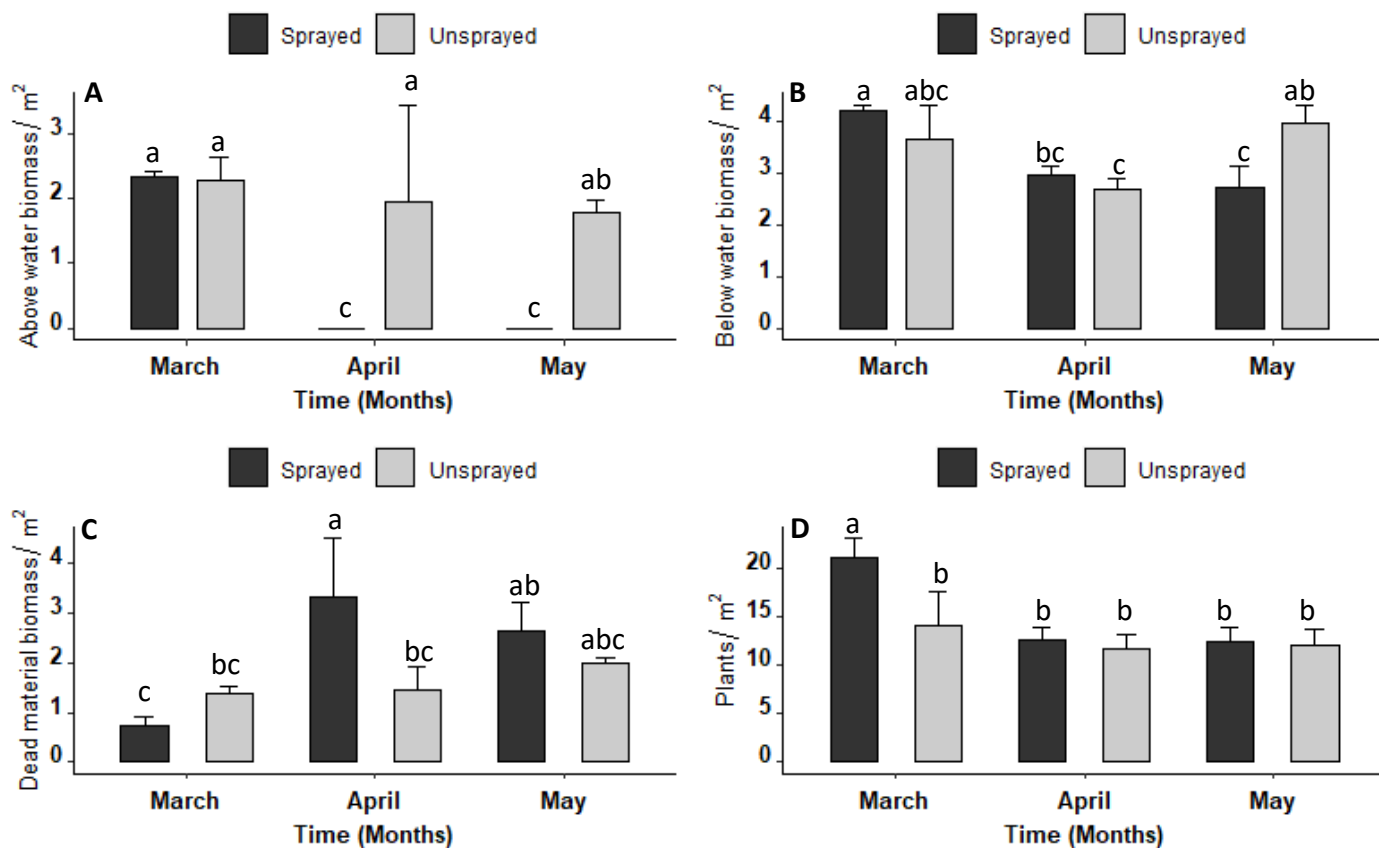 Sprayed Unsprayed
A
Above water biomass/ m²
3
2
1
0
a a
c a
c ab
March April May
Time (Months)
Sprayed Unsprayed
B
Below water biomass/ m²
4
3
2
1
0
a abc
bc c
c ab
March April May
Time (Months)
Sprayed Unsprayed
C
Dead material biomass/ m²
4
3
2
1
0
c bc
a bc
ab abc
March April May
Time (Months)
Sprayed Unsprayed
D
Plants/ m²
20
15
10
5
0
a b
b b
b b
March April May
Time (Months)